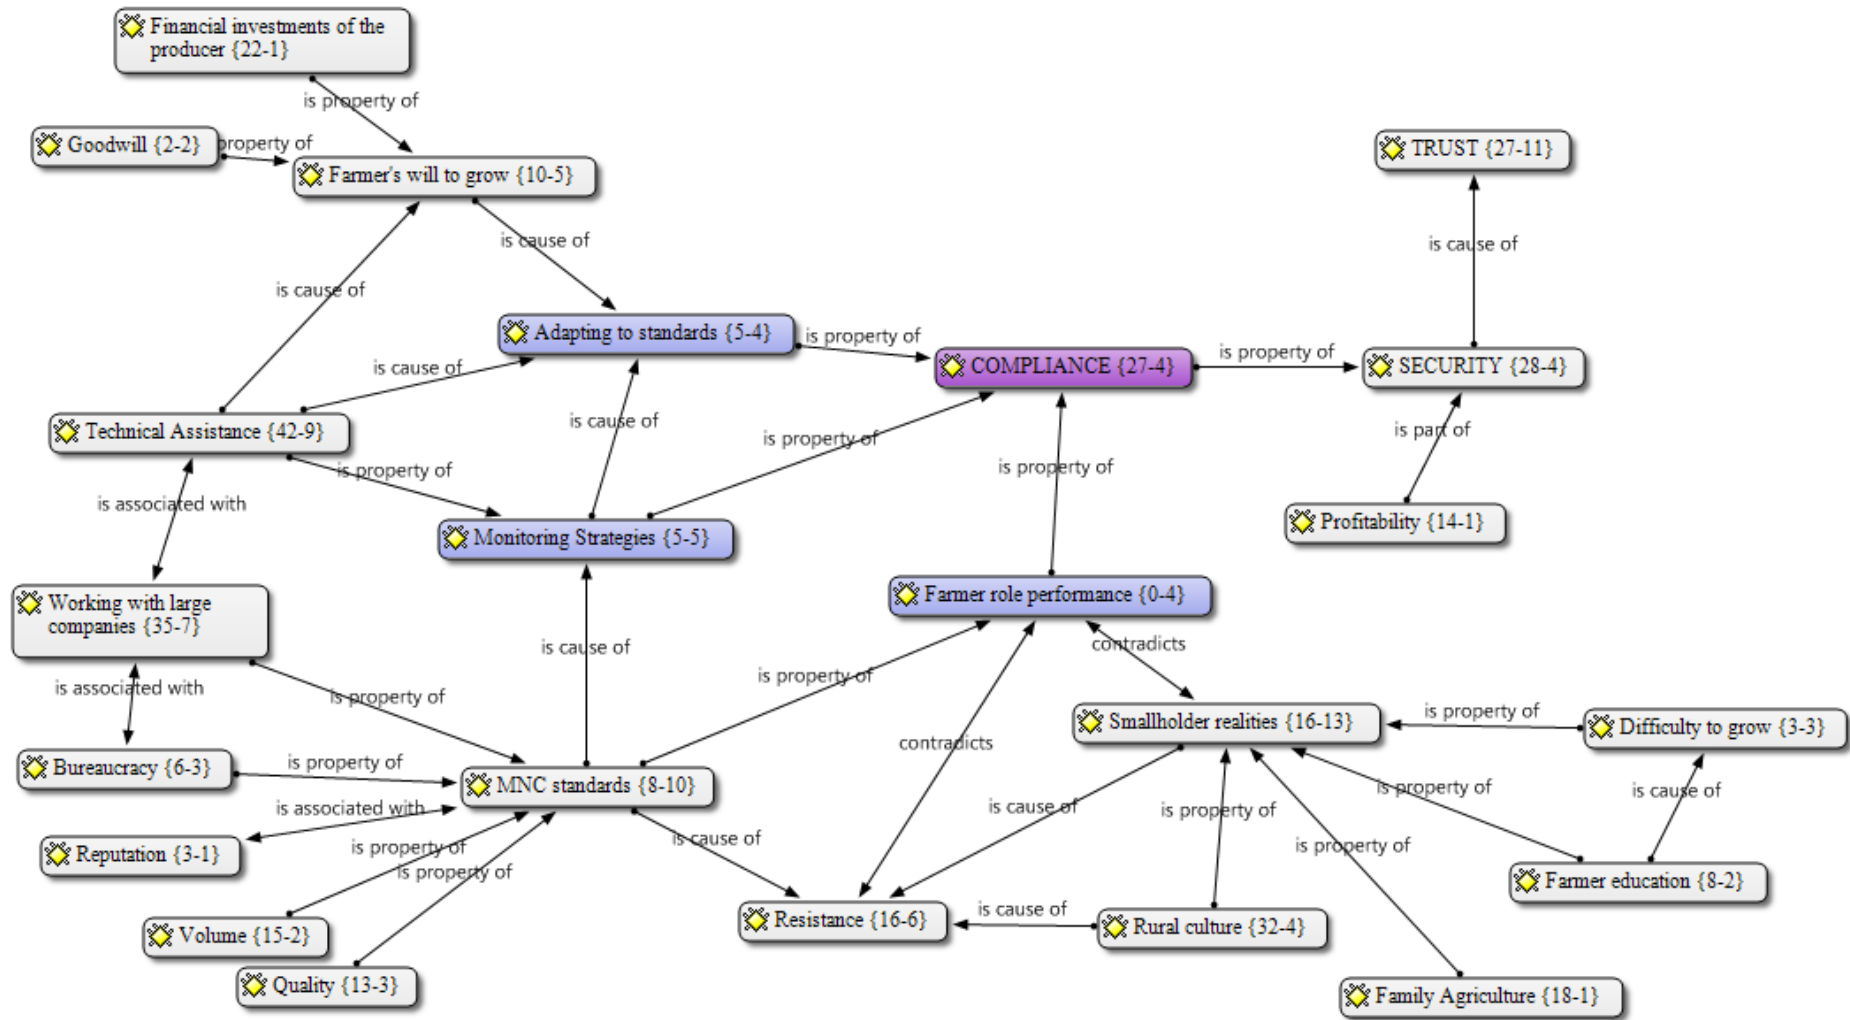 Financial investments of the
producer {22-1}
is property of
Goodwill {2-2}
property of
Farmer's will to grow {10-5}
TRUST {27-11}
is cause of
is cause of
is cause of
Adapting to standards {5-4}
is property of
COMPLIANCE {27-4}
is property of
SECURITY {28-4}
is cause of
is cause of
is part of
Technical Assistance {42-9}
is property of
is property of
is property of
is associated with
Monitoring Strategies {5-5}
Profitability {14-1}
Working with large
companies {35-7}
Farmer role performance {0-4}
is cause of
contradicts
is associated with
is property of
is property of
Smallholder realities {16-13}
is property of
Difficulty to grow {3-3}
contradicts
Bureaucracy {6-3}
is property of
MNC standards {8-10}
is property of
is cause of
is associated with
is cause of
is property of
Reputation {3-1}
is property of
is cause of
is property of
is property of
Farmer education {8-2}
Volume {15-2}
Resistance {16-6}
is cause of
Rural culture {32-4}
Quality {13-3}
Family Agriculture {18-1}